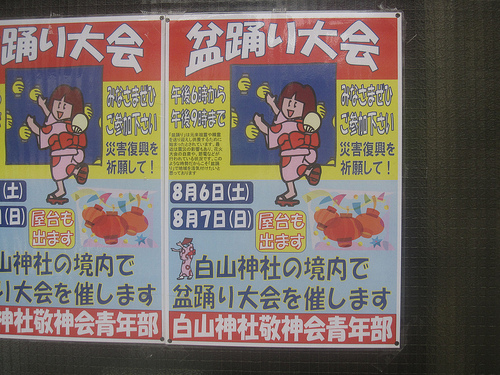 踊り大会
みなさまぜひ
ご参加下さい
災害復興を
祈願して!
(土)
(日)
屋台も
出ます
山神社の境内で
り大会を催します
神社敬神会青年部
盆踊り大会
午後6時から
午後9時まで
みなさまぜひ
ご参加下さい
災害復興を
祈願して!
8月6日(土)
8月7日(日)
屋台も
出ます
白山神社の境内で
盆踊り大会を催します
白山神社敬神会青年部